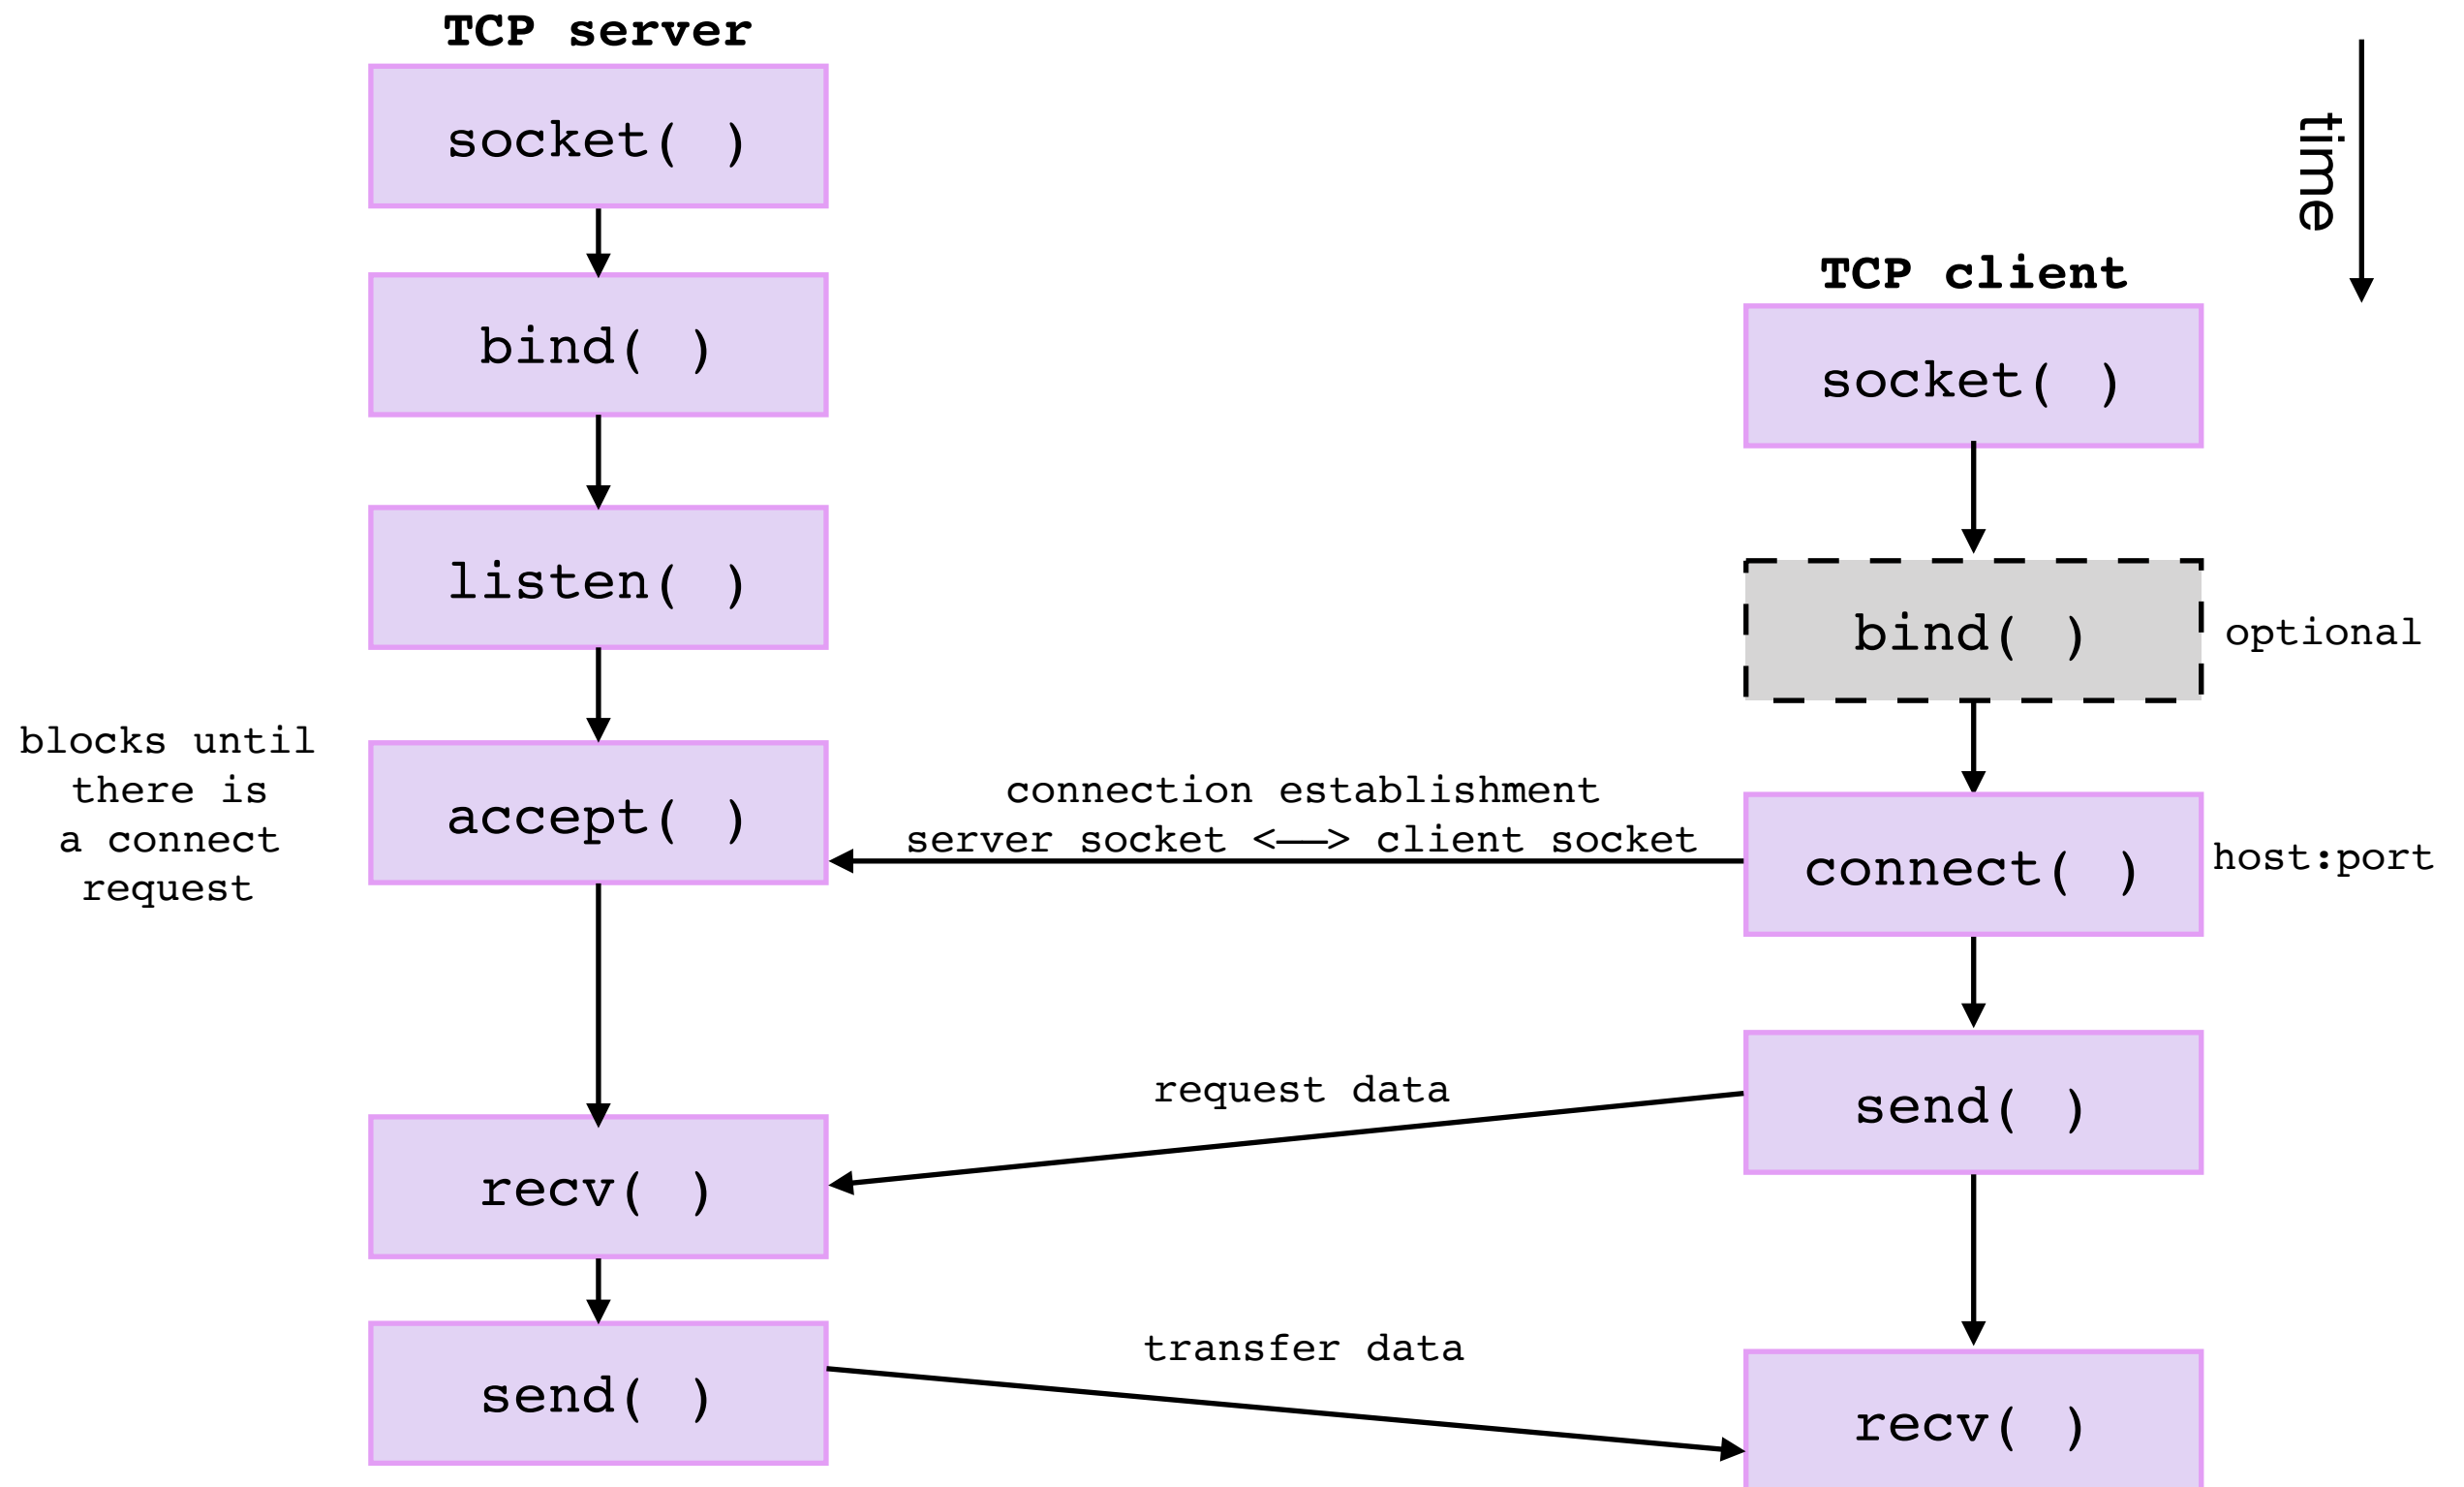 TCP server
socket( )
bind( )
listen( )
blocks until
there is
a connect
request
accept( )
recv( )
send( )
connection establishment
server socket <——> client socket
request data
transfer data
time
TCP client
socket( )
bind( )
optional
connect( )
host:port
send( )
recv( )